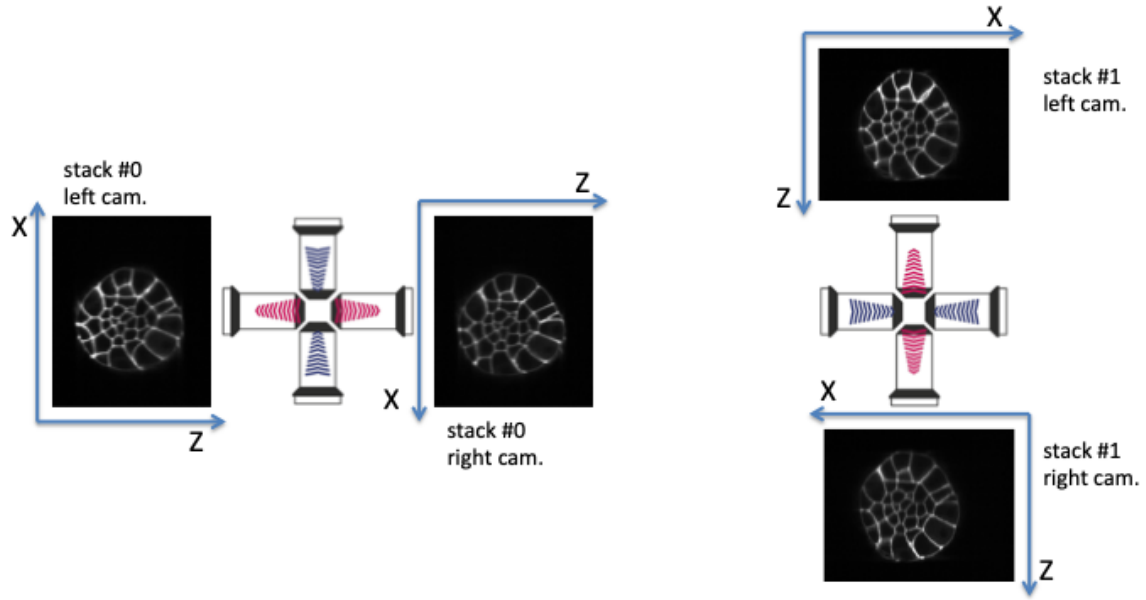 stack #0
left cam.
X
Z
Z
X
stack #0
right cam.
X
Z
stack #1
left cam.
X
Z
stack #1
right cam.